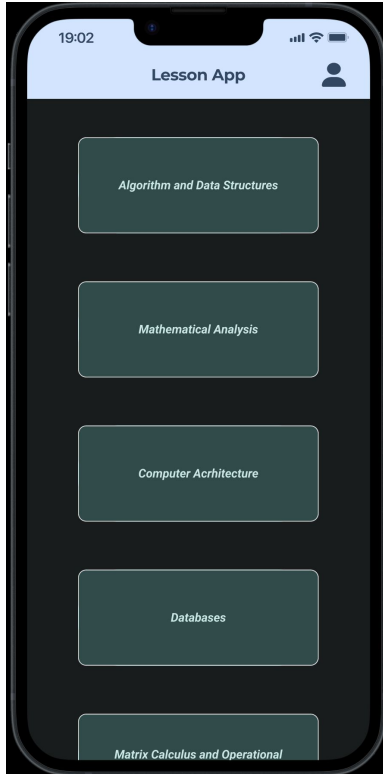 19:02
Lesson App
Algorithm and Data Structures
Mathematical Analysis
Computer Acrhitecture
Databases
Matrix Calculus and Operational